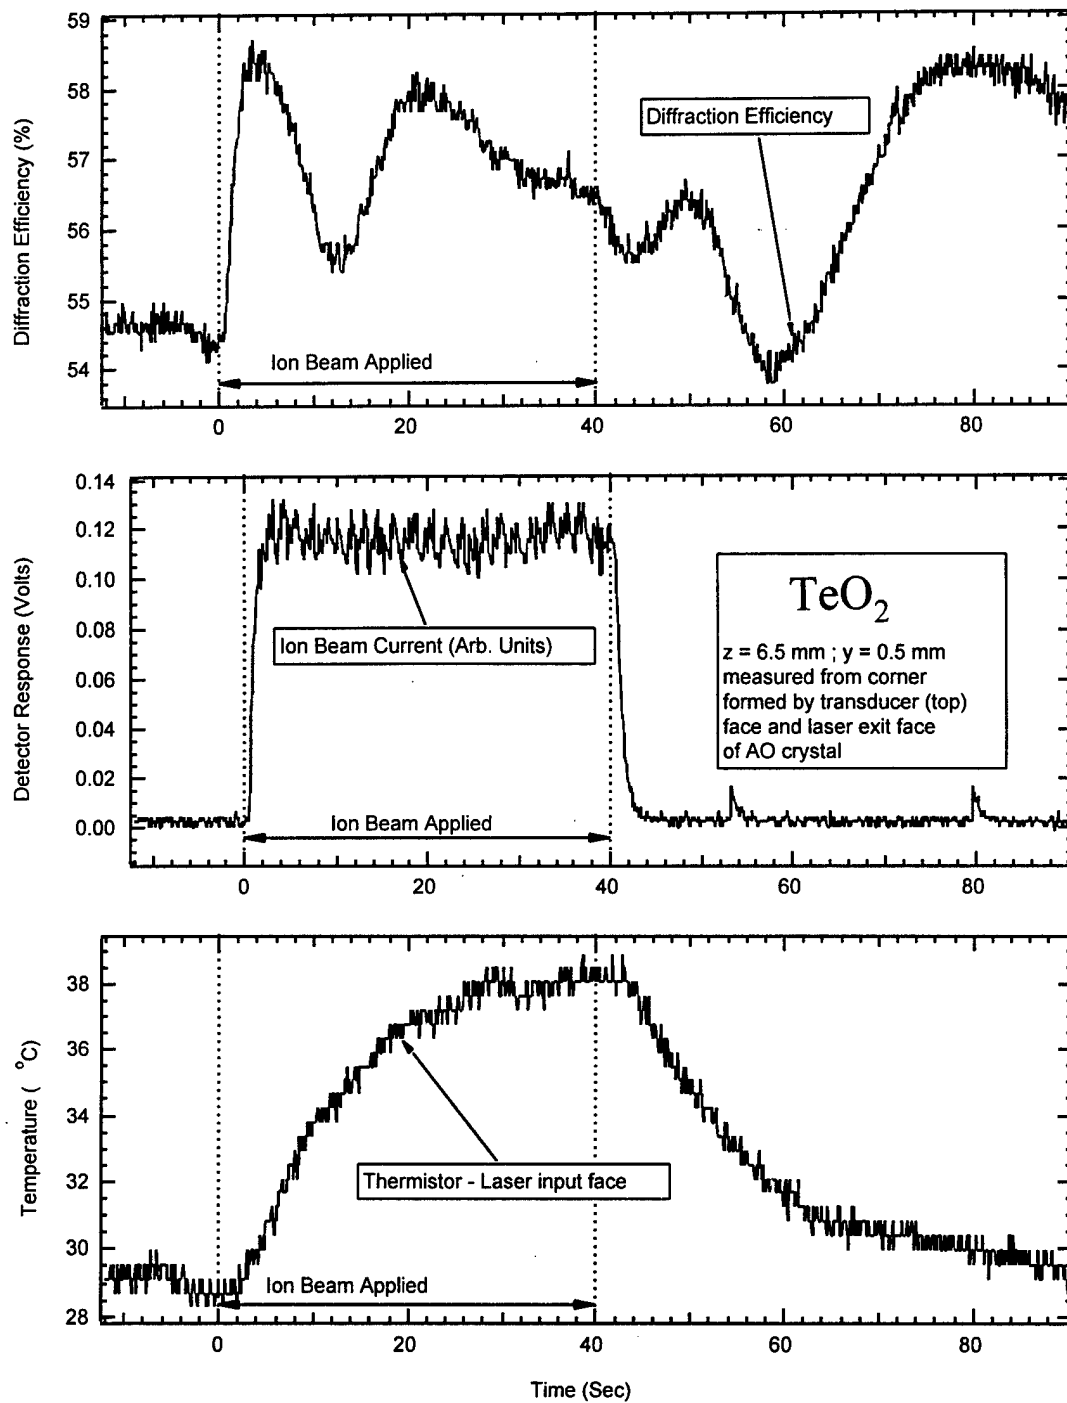 59
58
57
56
55
54
Diffraction Efficiency (%)
Diffraction Efficiency
Ion Beam Applied
0 20 40 60 80
0.14
0.12
0.10
0.08
0.06
0.04
0.02
0.00
Detector Response (Volts)
Ion Beam Current (Arb. Units)
TeO2
z = 6.5 mm ; y = 0.5 mm
measured from corner
formed by transducer (top)
face and laser exit face
of AO crystal
Ion Beam Applied
0 20 40 60 80
38
36
34
32
30
28
Temperature ( °C)
Thermistor - Laser input face
Ion Beam Applied
0 20 40 60 80
Time (Sec)